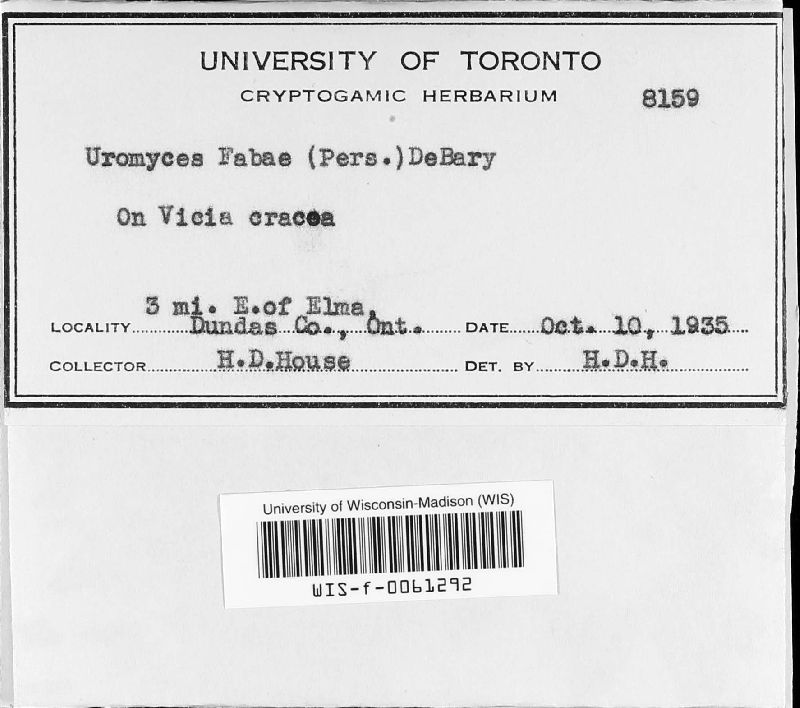 UNIVERSITY OF TORONTO
CRYPTOGAMIC HERBARIUM 8159
Uromyces Fabae (Pers.)DeBary
On Vicia cracca
3 mi. E.of Elma,
LOCALITY Dundas Co., Ont. DATE Oct. 10, 1935
COLLECTOR H.D.House DET. BY H.D.H.
University of Wisconsin-Madison (WIS)
WIS-f-0061292